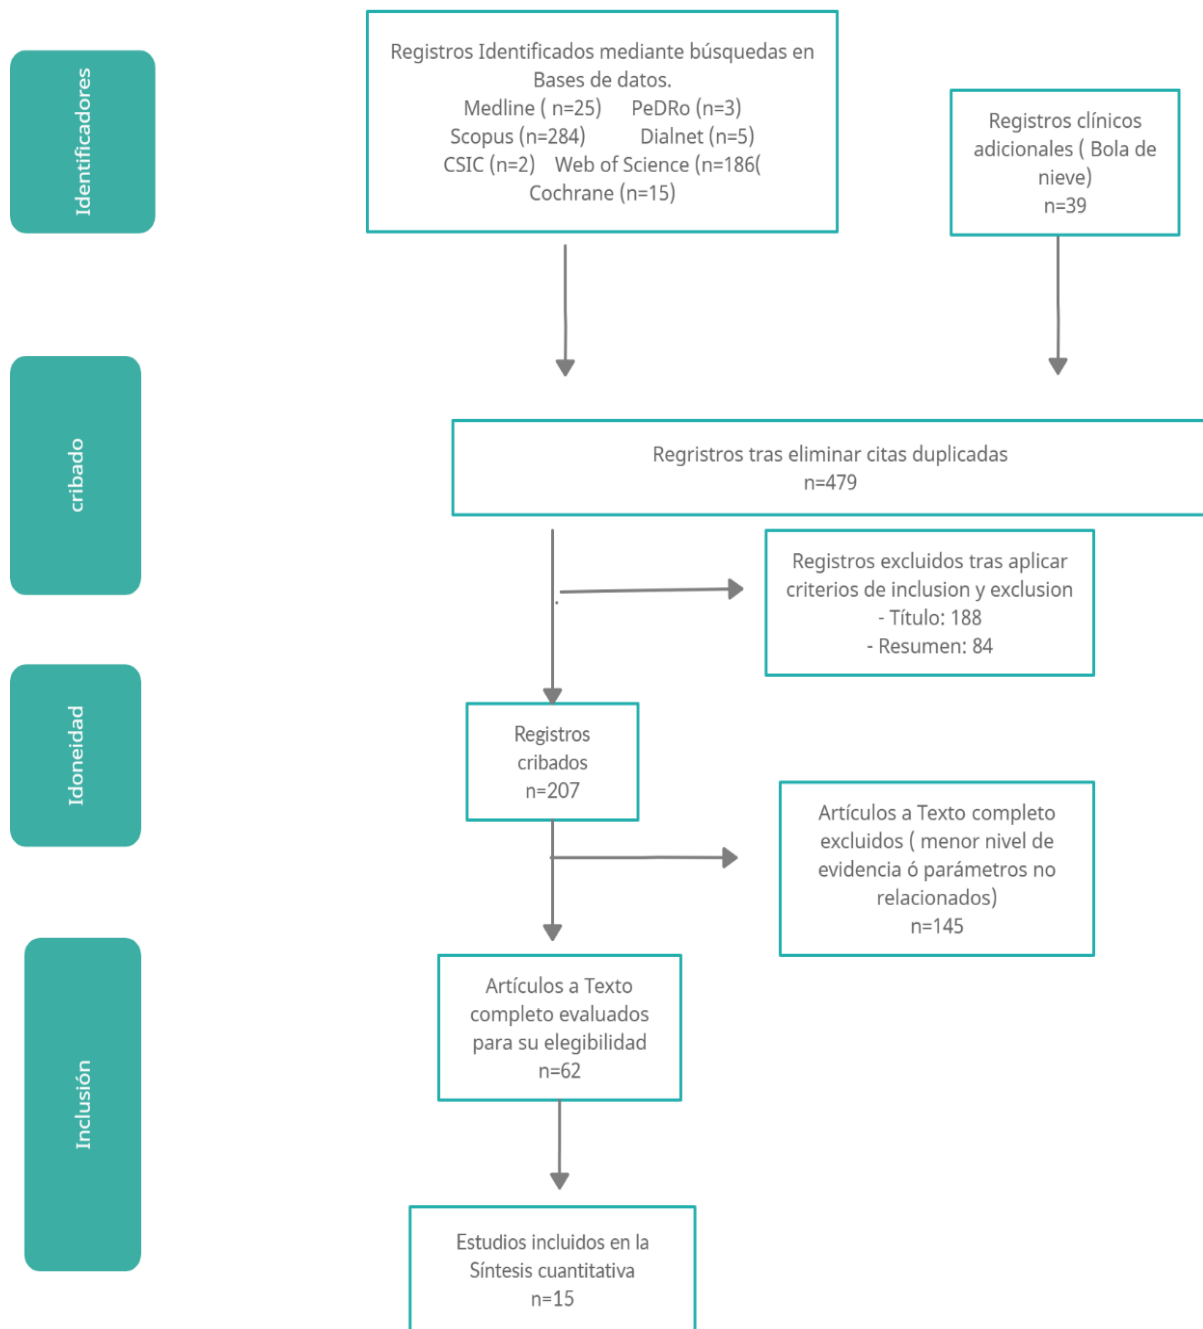 Identificadores
Registros Identificados mediante búsquedas en
Bases de datos.
Medline ( n=25) PeDRo (n=3)
Scopus (n=284) Dialnet (n=5)
CSIC (n=2) Web of Science (n=186(
Cochrane (n=15)
Registros clínicos
adicionales ( Bola de
nieve)
n=39
cribado
Regristros tras eliminar citas duplicadas
n=479
Registros excluidos tras aplicar
criterios de inclusion y exclusion
- Título: 188
- Resumen: 84
Idoneidad
Registros
cribados
n=207
Artículos a Texto completo
excluidos ( menor nivel de
evidencia ó parámetros no
relacionados)
n=145
Inclusión
Artículos a Texto
completo evaluados
para su elegibilidad
n=62
Estudios incluidos en la
Síntesis cuantitativa
n=15